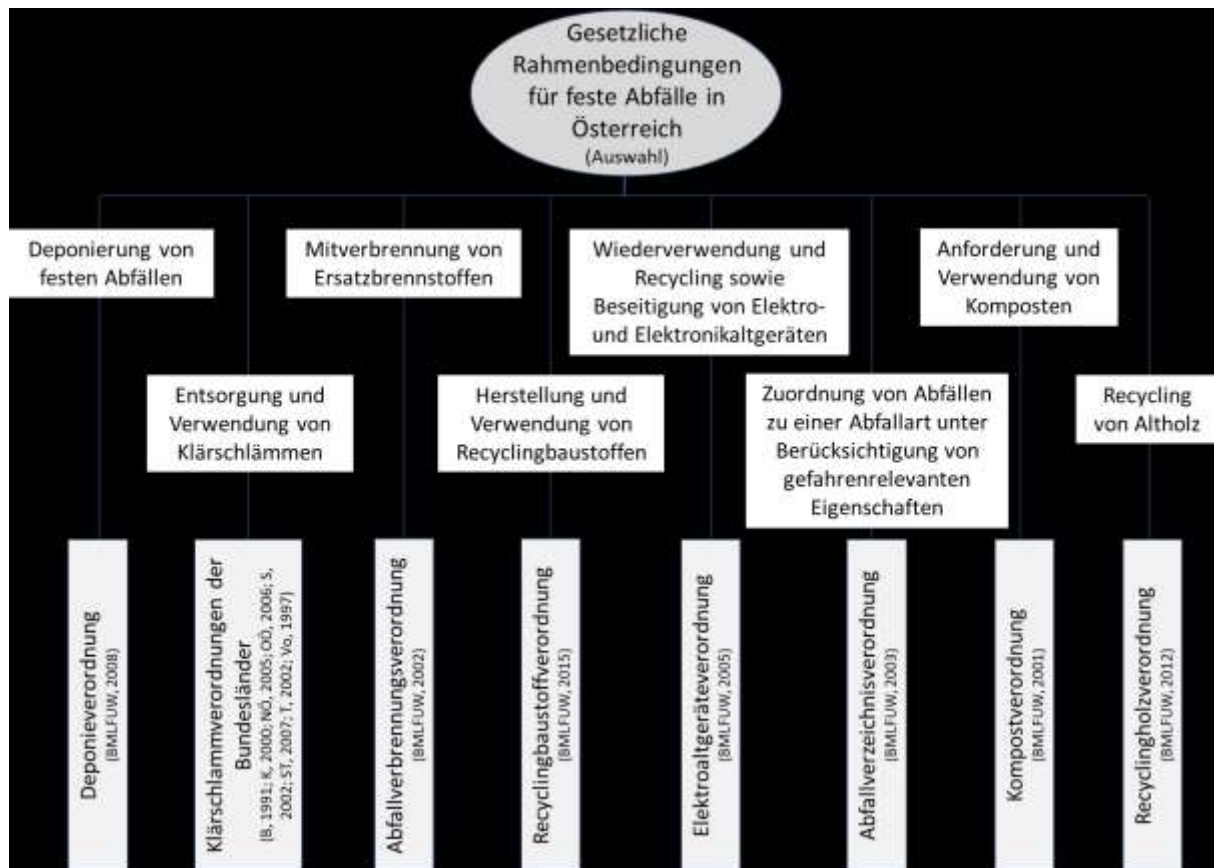 Gesetzliche
Rahmenbedingungen
für feste Abfälle in
Österreich
(Auswahl)
Deponierung von
festen Abfällen
Mitverbrennung von
Ersatzbrennstoffen
Wiederverwendung und
Recycling sowie
Beseitigung von Elektro-
und Elektronikaltgeräten
Anforderung und
Verwendung von
Komposten
Entsorgung und
Verwendung von
Klärschlämmen
Herstellung und
Verwendung von
Recyclingbaustoffen
Zuordnung von Abfällen
zu einer Abfallart unter
Berücksichtigung von
gefahrenrelevanten
Eigenschaften
Recycling
von Altholz
Deponieverordnung
(BMLFUW, 2008)
Klärschlammverordnungen der
Bundesländer
(B, 1991; K, 2000; NÖ, 2005; OÖ, 2006; S,
2002; ST, 2007; T, 2002; Vo, 1997)
Abfallverbrennungsverordnung
(BMLFUW, 2002)
Recyclingbaustoffverordnung
(BMLFUW, 2015)
Elektroaltgeräteverordnung
(BMLFUW, 2005)
Abfallverzeichnisverordnung
(BMLFUW, 2003)
Kompostverordnung
(BMLFUW, 2001)
Recyclingholzverordnung
(BMLFUW, 2012)